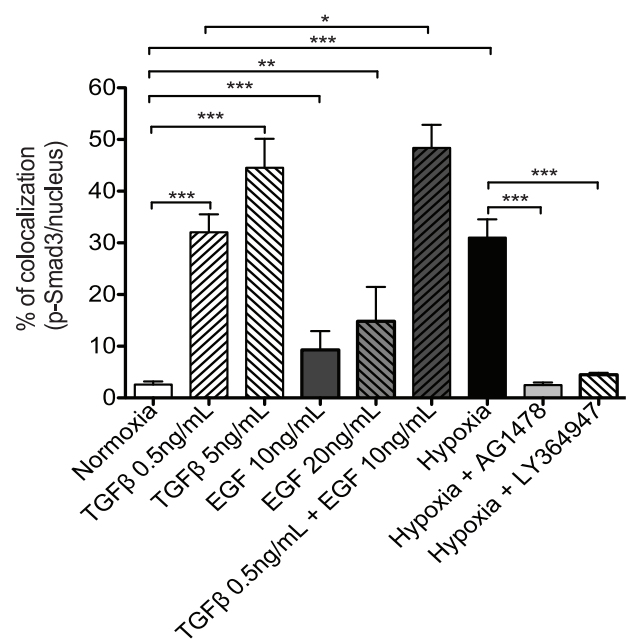 *
***
**
***
***
***
***
***
60
50
40
30
20
10
0
% of colocalization
(p-Smad3/nucleus)
Normoxia
TGFβ 0.5ng/mL
TGFβ 5ng/mL
EGF 10ng/mL
EGF 20ng/mL
TGFβ 0.5ng/mL + EGF 10ng/mL
Hypoxia
Hypoxia + AG1478
Hypoxia + LY364947